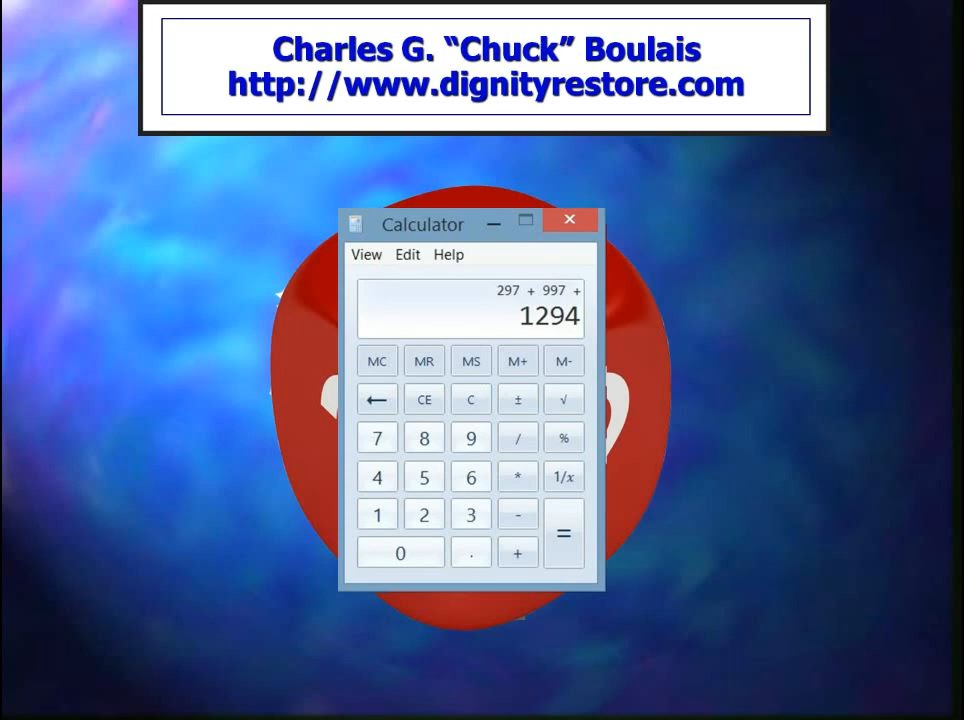 Charles G. “Chuck” Boulais
http://www.dignityrestore.com
Calculator
View Edit Help
297 + 997 +
1294
MC MR MS M+ M-
← CE C ± √
7 8 9 / %
4 5 6 * 1/x
1 2 3 - =
0 . +